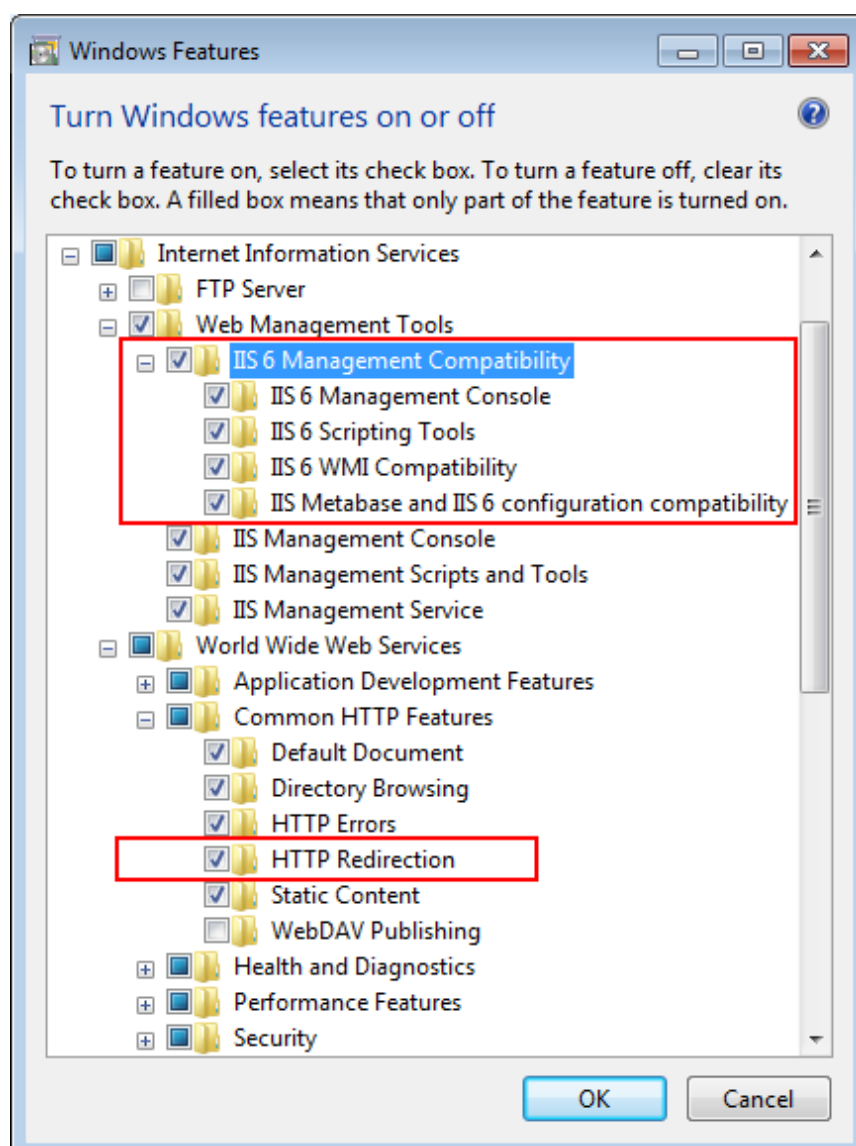 Windows Features
Turn Windows features on or off
To turn a feature on, select its check box. To turn a feature off, clear its
check box. A filled box means that only part of the feature is turned on.
Internet Information Services
FTP Server
Web Management Tools
IIS 6 Management Compatibility
IIS 6 Management Console
IIS 6 Scripting Tools
IIS 6 WMI Compatibility
IIS Metabase and IIS 6 configuration compatibility
IIS Management Console
IIS Management Scripts and Tools
IIS Management Service
World Wide Web Services
Application Development Features
Common HTTP Features
Default Document
Directory Browsing
HTTP Errors
HTTP Redirection
Static Content
WebDAV Publishing
Health and Diagnostics
Performance Features
Security
OK Cancel